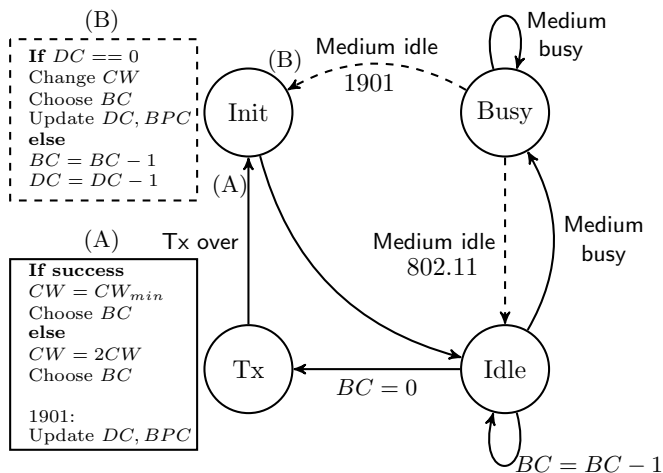 (B)
If DC == 0
Change CW
Choose BC
Update DC, BPC
else
BC = BC − 1
DC = DC − 1
(A)
If success
CW = CWmin
Choose BC
else
CW = 2CW
Choose BC
1901:
Update DC, BPC
Init
(B)
Medium idle
1901
Medium
busy
Busy
(A)
Tx over
Medium idle
802.11
Medium
busy
Tx
BC = 0
Idle
BC = BC − 1